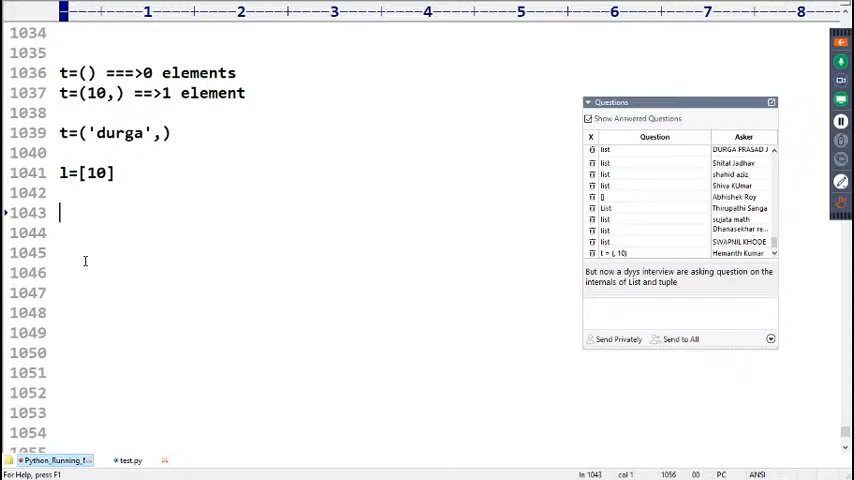 1 2 3 4 5 6 7 8
1034
1035
1036 t=() ===>0 elements
1037 t=(10,) ==>1 element
1038
1039 t=('durga',)
1040
1041 l=[10]
1042
1043
1044
1045
1046
1047
1048
1049
1050
1051
1052
1053
1054
Questions
Show Answered Questions
X Question Asker
list DURGA PRASAD J
list Shital Jadhav
list shahid aziz
list Shiva KUmar
[] Abhishek Roy
List Thirupathi Sanga
list sujata math
list Dhanasekhar re...
list SWAPNIL KHODE
t = (, 10) Hemanth Kumar
But now a dyys interview are asking question on the
internals of List and tuple
Send Privately Send to All
Python_Running_ test.py
For Help, press F1 ln 1043 col 1 1056 00 PC ANSI